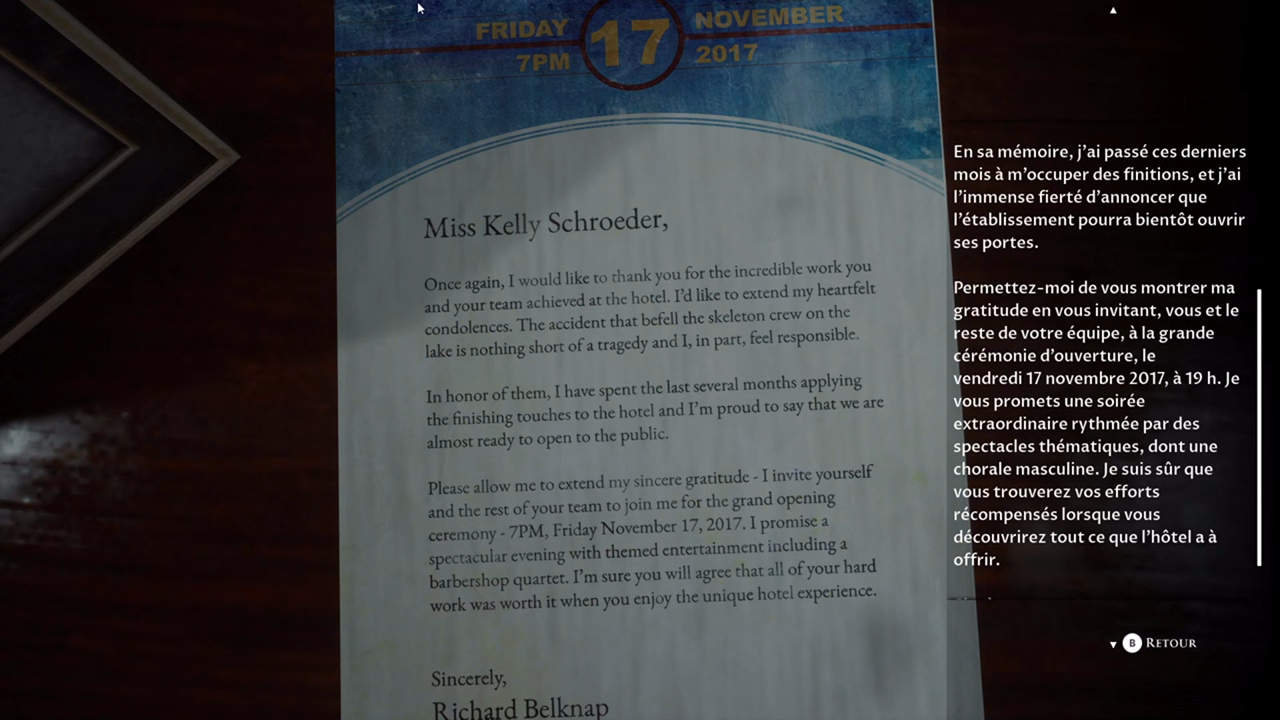 FRIDAY 17 NOVEMBER
7PM 2017
Miss Kelly Schroeder,
Once again, I would like to thank you for the incredible work you
and your team achieved at the hotel. I'd like to extend my heartfelt
condolences. The accident that befell the skeleton crew on the
lake is nothing short of a tragedy and I, in part, feel responsible.
In honor of them, I have spent the last several months applying
the finishing touches to the hotel and I'm proud to say that we are
almost ready to open to the public.
Please allow me to extend my sincere gratitude - I invite yourself
and the rest of your team to join me for the grand opening
ceremony - 7PM, Friday November 17, 2017. I promise a
spectacular evening with themed entertainment including a
barbershop quartet. I'm sure you will agree that all of your hard
work was worth it when you enjoy the unique hotel experience.
Sincerely,
Richard Belknap
En sa mémoire, j'ai passé ces derniers
mois à m'occuper des finitions, et j'ai
l'immense fierté d'annoncer que
l'établissement pourra bientôt ouvrir
ses portes.
Permettez-moi de vous montrer ma
gratitude en vous invitant, vous et le
reste de votre équipe, à la grande
cérémonie d'ouverture, le
vendredi 17 novembre 2017, à 19 h. Je
vous promets une soirée
extraordinaire rythmée par des
spectacles thématiques, dont une
chorale masculine. Je suis sûr que
vous trouverez vos efforts
récompensés lorsque vous
découvrirez tout ce que l'hôtel a à
offrir.
B RETOUR